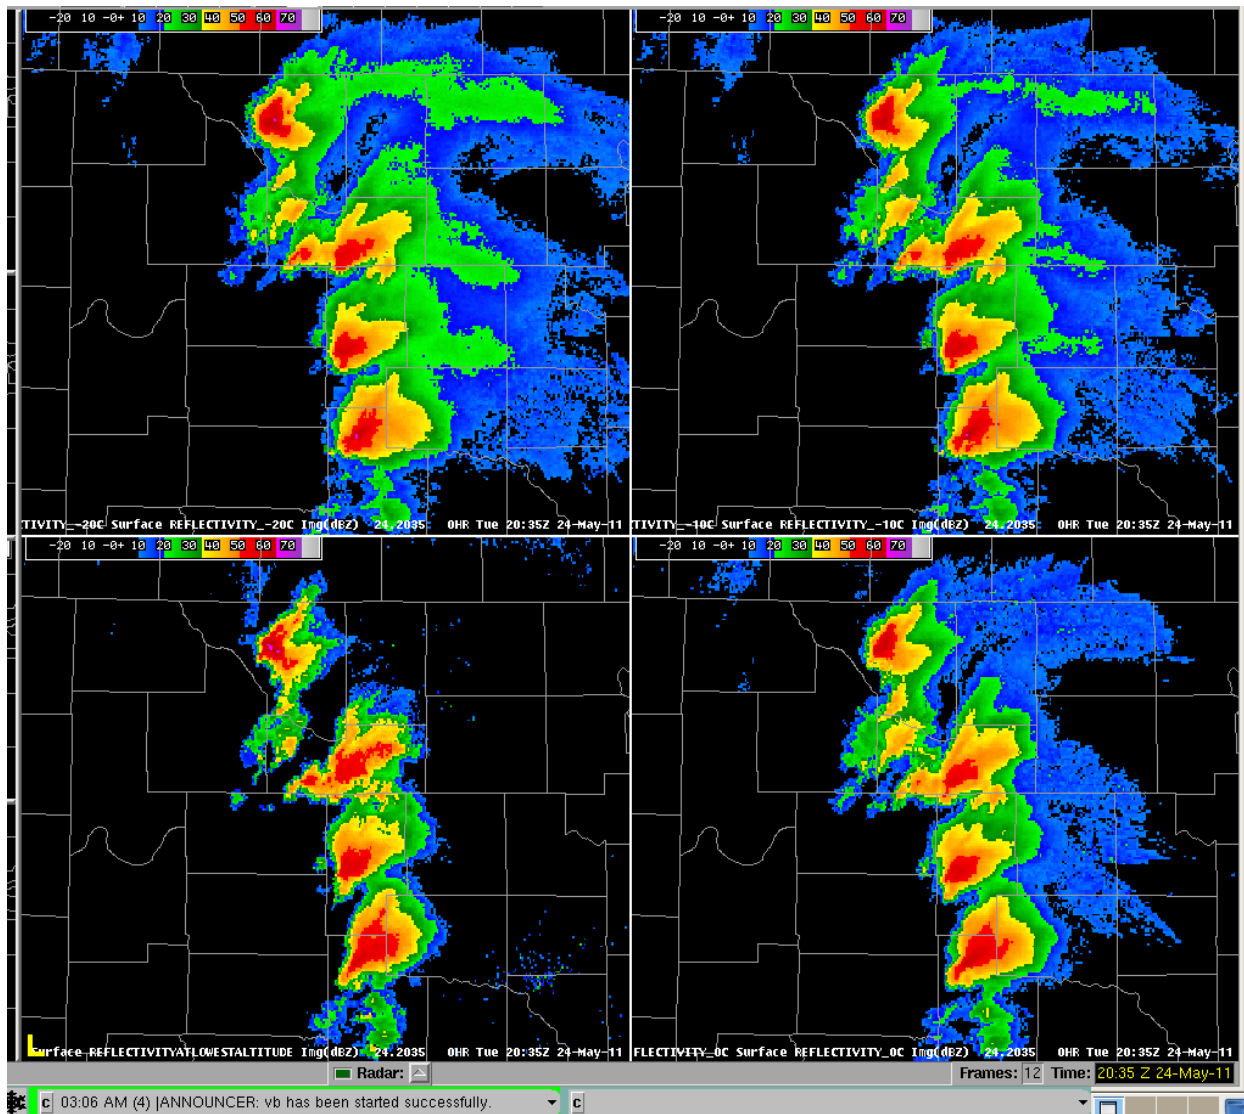 -20 10 -0+ 10 20 30 40 50 60 70
-20 10 -0+ 10 20 30 40 50 60 70
TIVITY_-20C Surface REFLECTIVITY_-20C Img(dBZ) 24.2035 0HR Tue 20:35Z 24-May-11
TIVITY_-10C Surface REFLECTIVITY_-10C Img(dBZ) 24.2035 0HR Tue 20:35Z 24-May-11
-20 10 -0+ 10 20 30 40 50 60 70
-20 10 -0+ 10 20 30 40 50 60 70
L
Surface REFLECTIVITYATLOWESTALTITUDE Img(dBZ) 24.2035 0HR Tue 20:35Z 24-May-11
FLECTIVITY_0C Surface REFLECTIVITY_0C Img(dBZ) 24.2035 0HR Tue 20:35Z 24-May-11
Radar:
Frames: 12 Time: 20:35 Z 24-May-11
C 03:06 AM (4) |ANNOUNCER: vb has been started successfully.
C